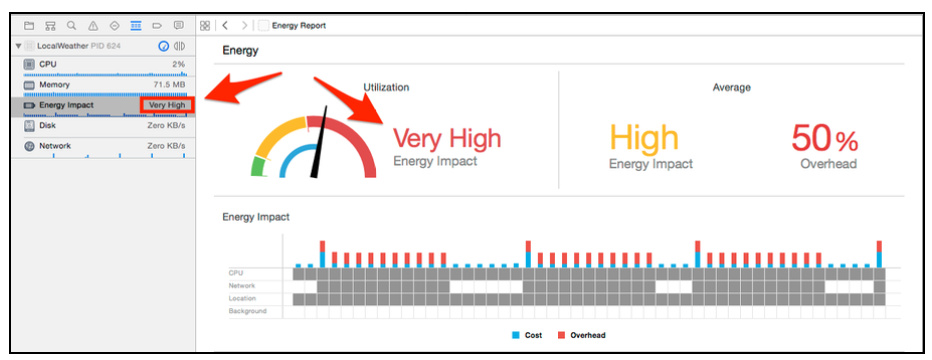 Energy Report
LocalWeather PID 624
CPU 2%
Memory 71.5 MB
Energy Impact Very High
Disk Zero KB/s
Network Zero KB/s
Energy
Utilization
Very High
Energy Impact
Average
High
Energy Impact
50%
Overhead
Energy Impact
CPU
Network
Location
Background
Cost Overhead